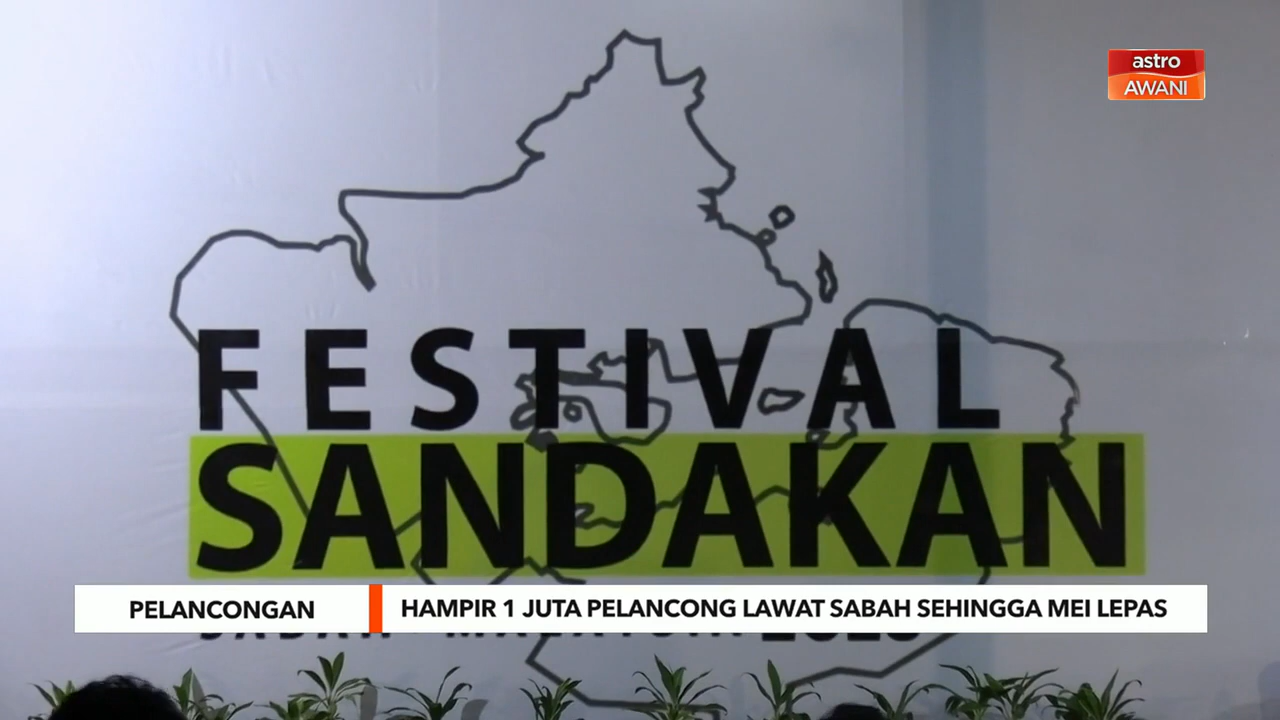 astro
AWANI
FESTIVAL
SANDAKAN
PELANCONGAN
HAMPIR 1 JUTA PELANCONG LAWAT SABAH SEHINGGA MEI LEPAS